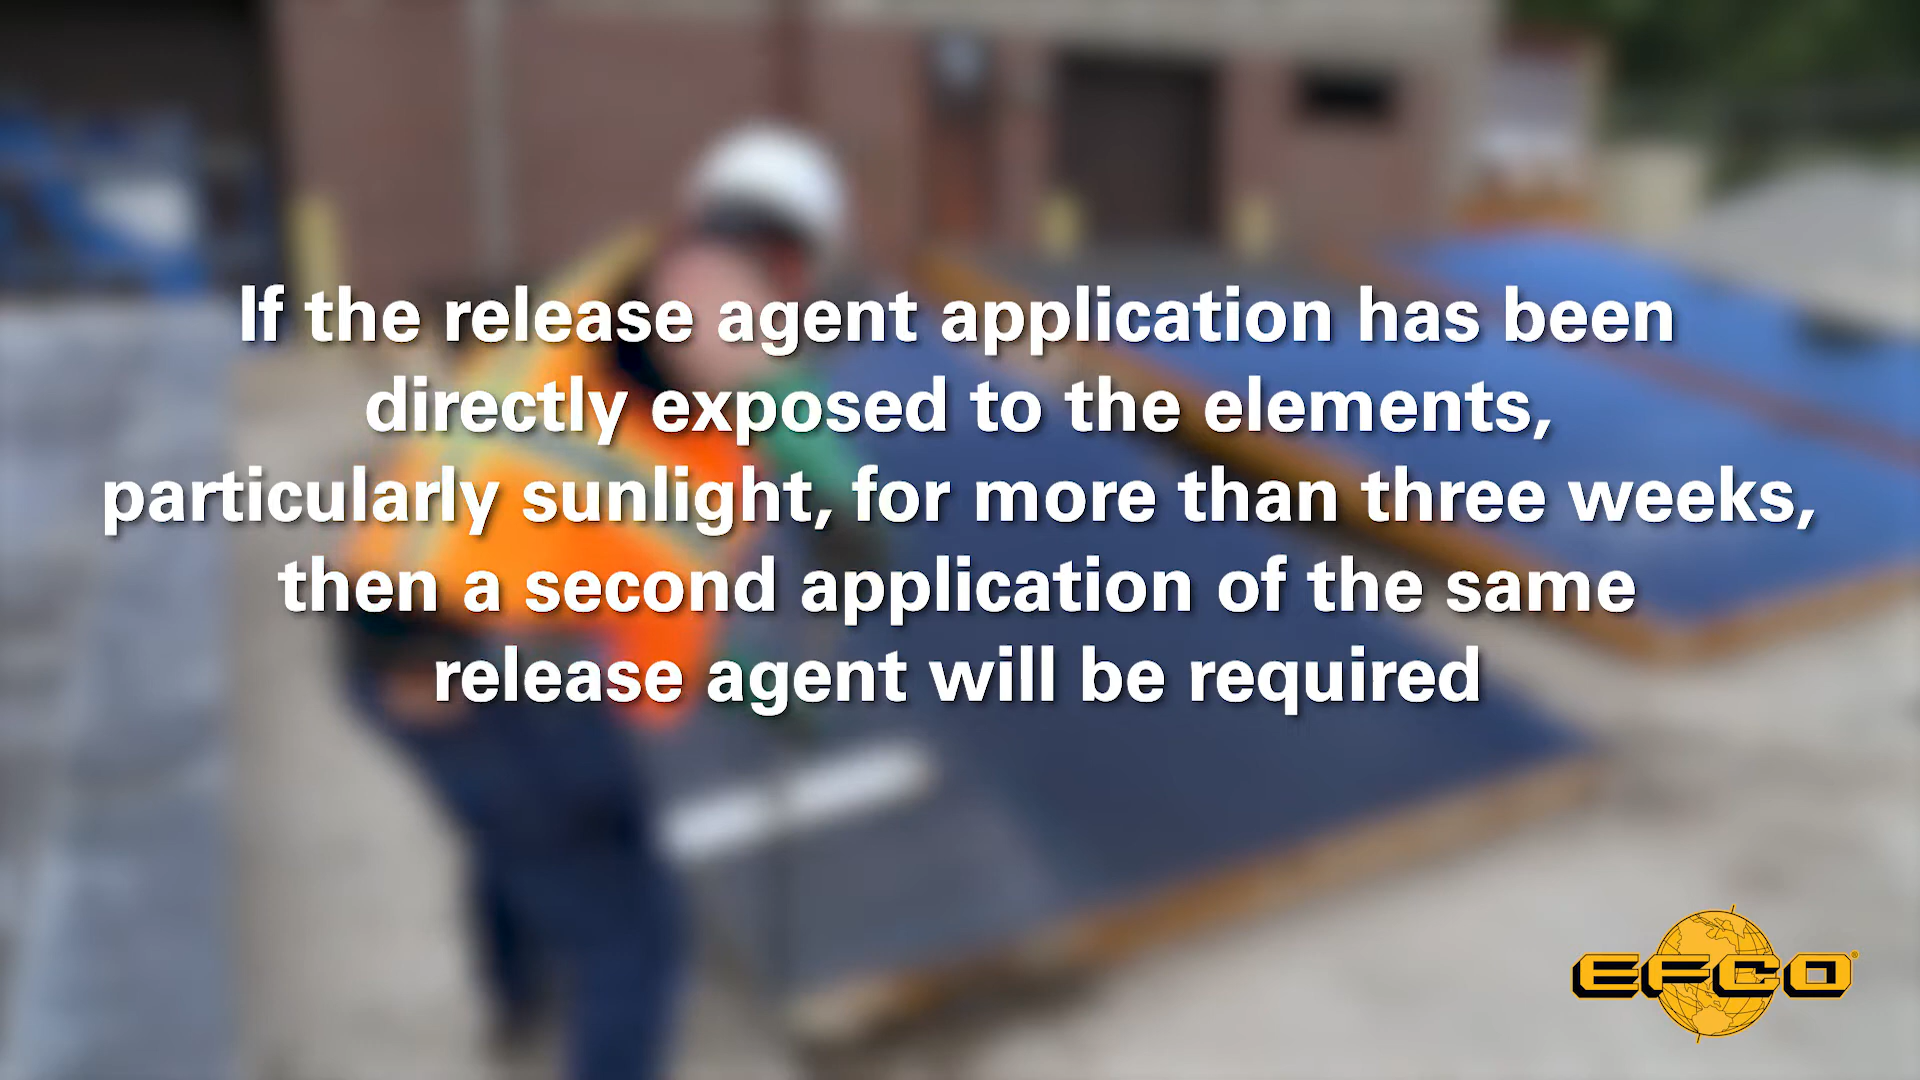 If the release agent application has been
directly exposed to the elements,
particularly sunlight, for more than three weeks,
then a second application of the same
release agent will be required
EFCO®